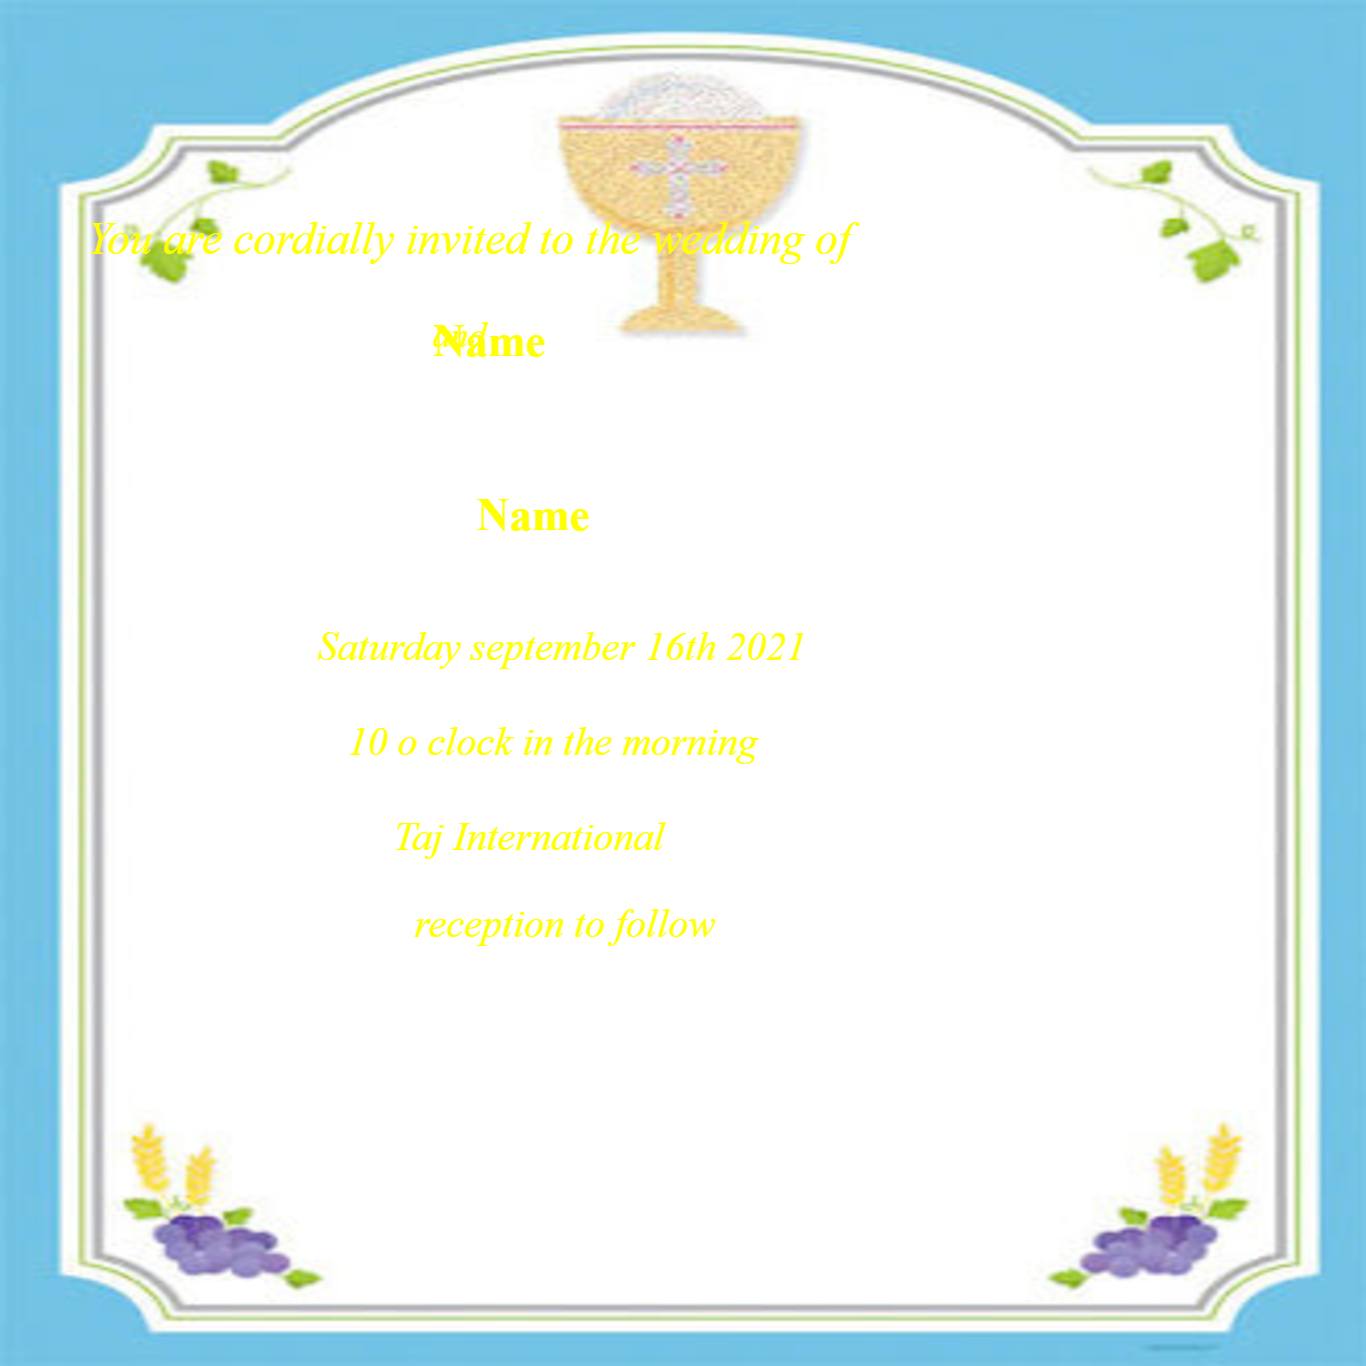 You are cordially invited to the wedding of
Name
and
Name
Saturday september 16th 2021
10 o clock in the morning
Taj International
reception to follow